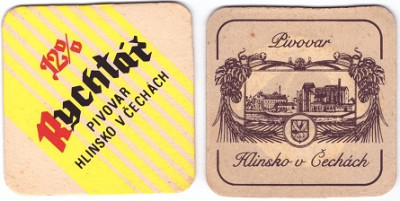 12%
Rychtář
PIVOVAR
HLINSKO V ČECHÁCH
Pivovar
Hlinsko v Čechách